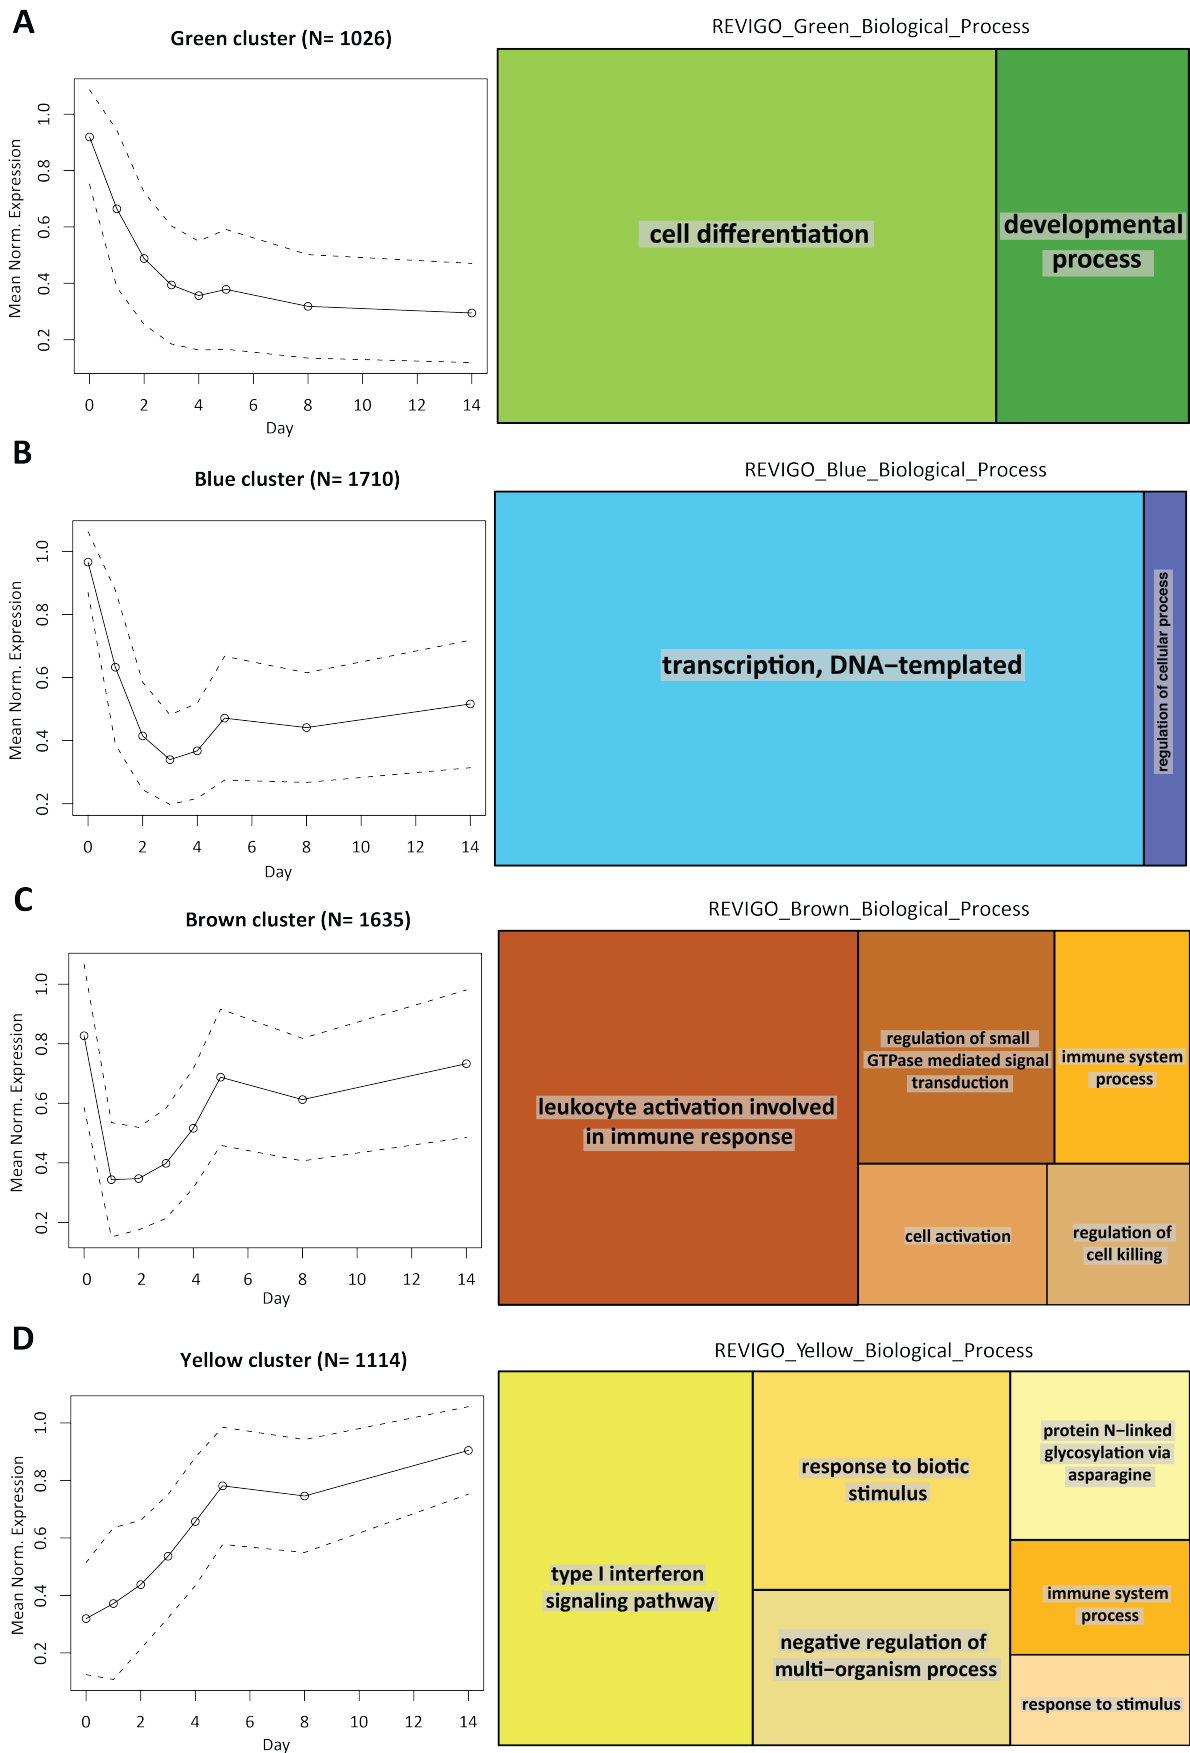 A
Green cluster (N= 1026)
REVIGO_Green_Biological_Process
Mean Norm. Expression
1.0
0.8
0.6
0.4
0.2
0 2 4 6 8 10 12 14
Day
cell differentiation
developmental
process
B
Blue cluster (N= 1710)
REVIGO_Blue_Biological_Process
Mean Norm. Expression
1.0
0.8
0.6
0.4
0.2
0 2 4 6 8 10 12 14
Day
transcription, DNA–templated
regulation of cellular process
C
Brown cluster (N= 1635)
REVIGO_Brown_Biological_Process
Mean Norm. Expression
1.0
0.8
0.6
0.4
0.2
0 2 4 6 8 10 12 14
Day
leukocyte activation involved
in immune response
regulation of small
GTPase mediated signal
transduction
immune system
process
cell activation
regulation of
cell killing
D
Yellow cluster (N= 1114)
REVIGO_Yellow_Biological_Process
Mean Norm. Expression
1.0
0.8
0.6
0.4
0.2
0 2 4 6 8 10 12 14
Day
type I interferon
signaling pathway
response to biotic
stimulus
negative regulation of
multi–organism process
protein N–linked
glycosylation via
asparagine
immune system
process
response to stimulus